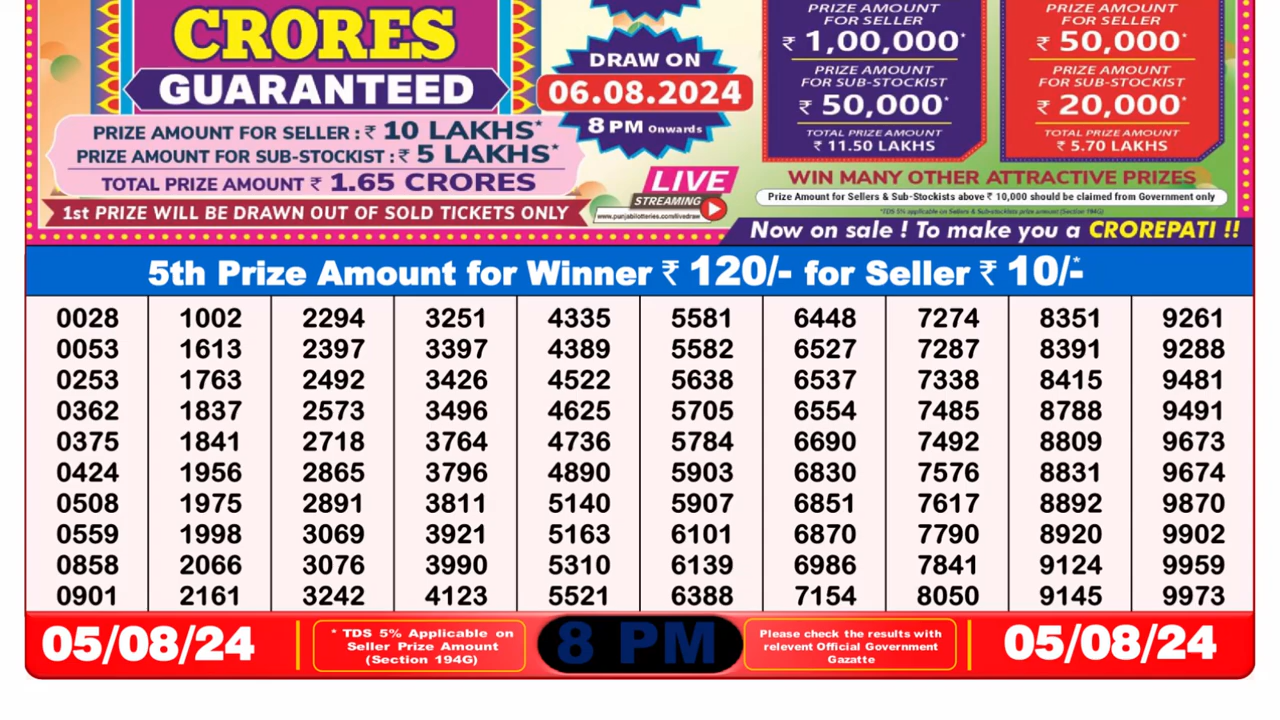 CRORES
GUARANTEED
PRIZE AMOUNT FOR SELLER : ₹ 10 LAKHS*
PRIZE AMOUNT FOR SUB-STOCKIST : ₹ 5 LAKHS*
TOTAL PRIZE AMOUNT ₹ 1.65 CRORES
1st PRIZE WILL BE DRAWN OUT OF SOLD TICKETS ONLY
DRAW ON
06.08.2024
8 PM Onwards
LIVE
STREAMING
www.punjablotteries.com/livedraw
PRIZE AMOUNT
FOR SELLER
₹ 1,00,000*
PRIZE AMOUNT
FOR SUB-STOCKIST
₹ 50,000*
TOTAL PRIZE AMOUNT
₹ 11.50 LAKHS
PRIZE AMOUNT
FOR SELLER
₹ 50,000*
PRIZE AMOUNT
FOR SUB-STOCKIST
₹ 20,000*
TOTAL PRIZE AMOUNT
₹ 5.70 LAKHS
WIN MANY OTHER ATTRACTIVE PRIZES
Prize Amount for Sellers & Sub-Stockists above ₹ 10,000 should be claimed from Government only
*TDS 5% applicable on Sellers & Sub-stockists prize amount (Section 194G)
Now on sale ! To make you a CROREPATI !!
5th Prize Amount for Winner ₹ 120/- for Seller ₹ 10/-*
0028 1002 2294 3251 4335 5581 6448 7274 8351 9261
0053 1613 2397 3397 4389 5582 6527 7287 8391 9288
0253 1763 2492 3426 4522 5638 6537 7338 8415 9481
0362 1837 2573 3496 4625 5705 6554 7485 8788 9491
0375 1841 2718 3764 4736 5784 6690 7492 8809 9673
0424 1956 2865 3796 4890 5903 6830 7576 8831 9674
0508 1975 2891 3811 5140 5907 6851 7617 8892 9870
0559 1998 3069 3921 5163 6101 6870 7790 8920 9902
0858 2066 3076 3990 5310 6139 6986 7841 9124 9959
0901 2161 3242 4123 5521 6388 7154 8050 9145 9973
05/08/24
* TDS 5% Applicable on
Seller Prize Amount
(Section 194G)
8 PM
Please check the results with
relevent Official Government
Gazatte
05/08/24